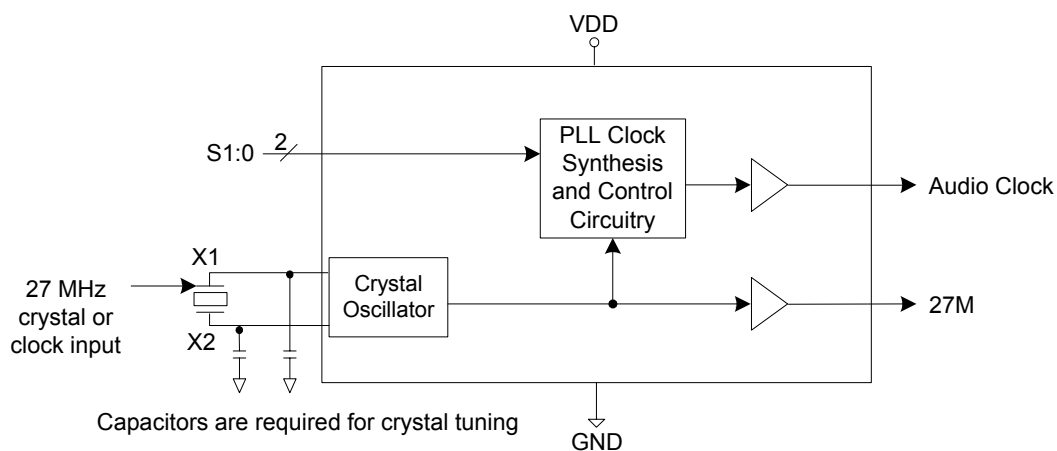 VDD
S1:0
2
PLL Clock
Synthesis
and Control
Circuitry
Audio Clock
X1
27 MHz
crystal or
clock input
X2
Crystal
Oscillator
27M
Capacitors are required for crystal tuning
GND